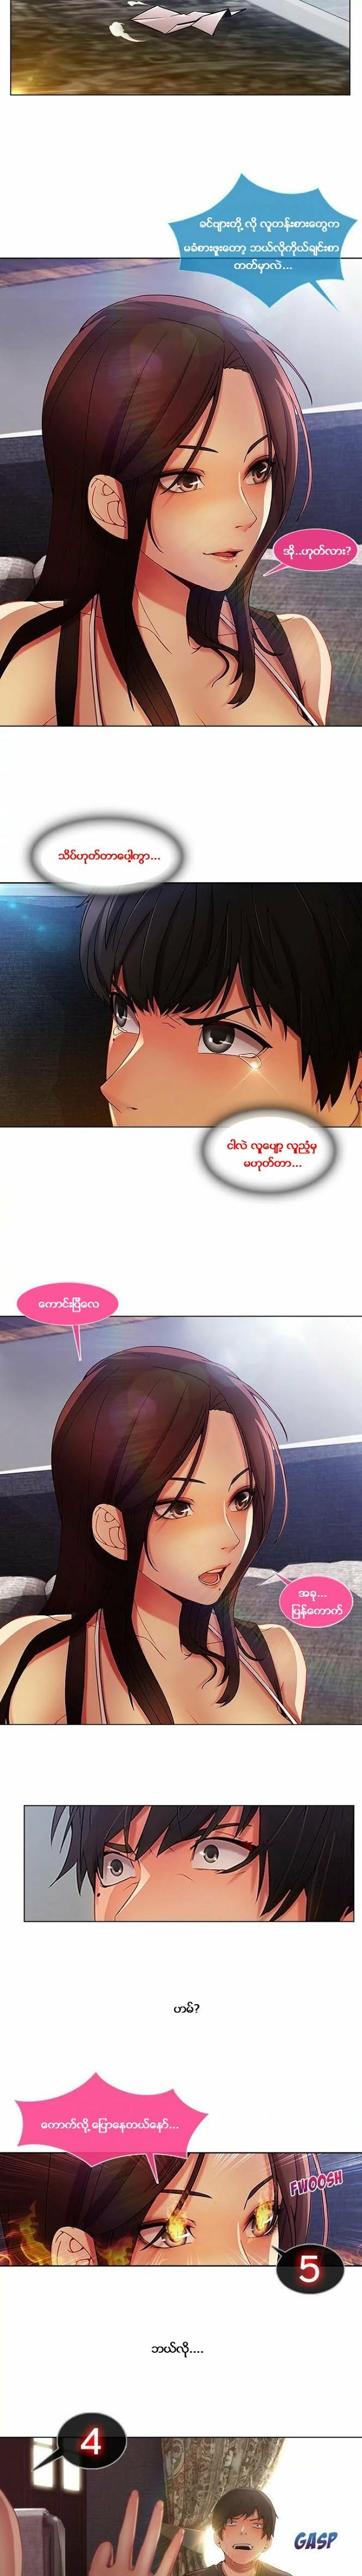 ခင်ဗျားတို့ လို လူတန်းစားတွေက
မခံစားဖူးတော့ ဘယ်လိုကိုယ်ချင်းစာ
တတ်မှာလဲ...
အို..ဟုတ်လား?
သိပ်ဟုတ်တာပေါ့ကွာ...
ငါလဲ လူပျော့ လူညံ့မှ
မဟုတ်တာ...
ကောင်းပြီလေ
အခု...
ပြန်ကောက်
ဟမ်?
ကောက်လို့ ပြောနေတယ်နော်...
FWOOSH
5
ဘယ်လို....
4
GASP